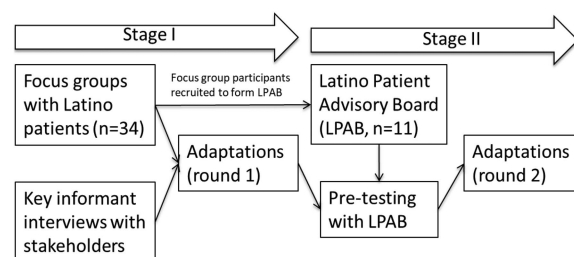 Stage I
Stage II
Focus groups
with Latino
patients (n=34)
Focus group participants
recruited to form LPAB
Latino Patient
Advisory Board
(LPAB, n=11)
Adaptations
(round 1)
Adaptations
(round 2)
Key informant
interviews with
stakeholders
Pre-testing
with LPAB